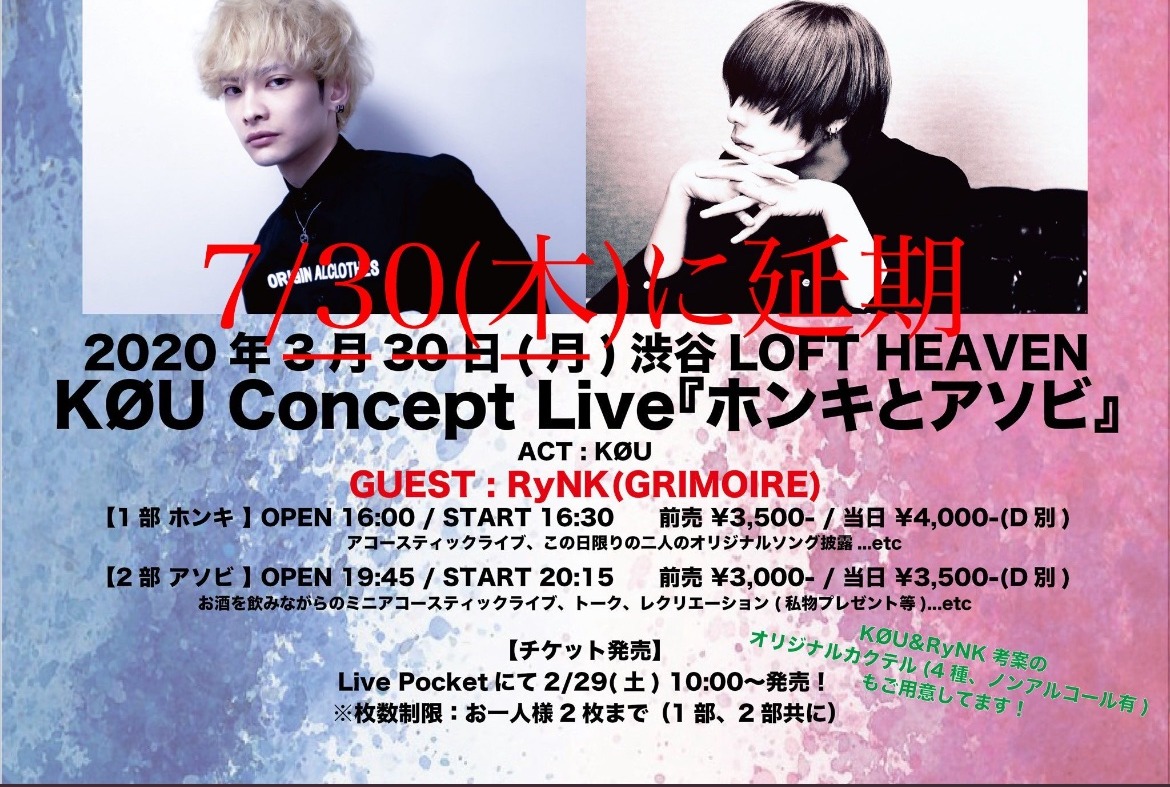 ORIGIN ALCLOTHES
7/30(木)に延期
2020年3月30日(月)渋谷 LOFT HEAVEN
KØU Concept Live『ホンキとアソビ』
ACT : KØU
GUEST : RyNK(GRIMOIRE)
【1部 ホンキ 】OPEN 16:00 / START 16:30 前売 ¥3,500- / 当日 ¥4,000-(D別)
アコースティックライブ、この日限りの二人のオリジナルソング披露...etc
【2部 アソビ 】OPEN 19:45 / START 20:15 前売 ¥3,000- / 当日 ¥3,500-(D別)
お酒を飲みながらのミニアコースティックライブ、トーク、レクリエーション(私物プレゼント等)...etc
【チケット発売】
Live Pocketにて2/29(土) 10:00〜発売！
※枚数制限：お一人様2枚まで（1部、2部共に）
KØU&RyNK考案の
オリジナルカクテル(4種、ノンアルコール有)
もご用意してます！